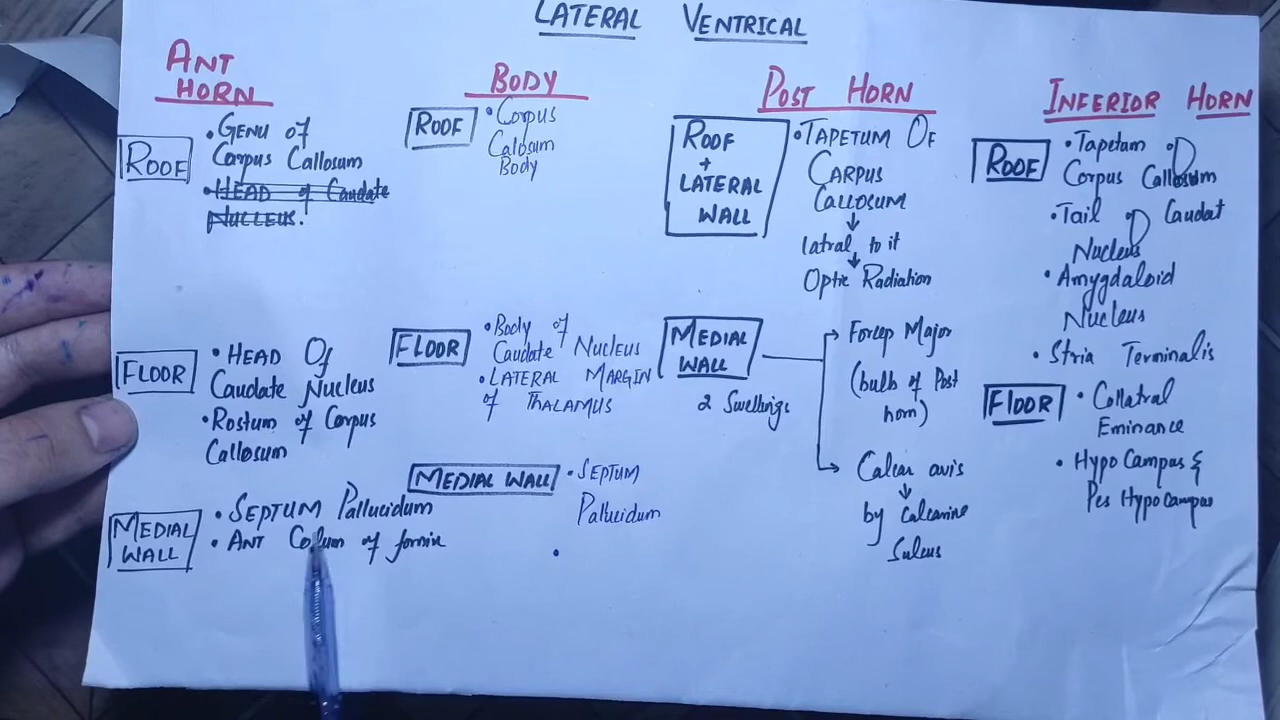 LATERAL VENTRICAL
ANT
HORN
ROOF
• GENU of
Corpus Callosum
• HEAD of Caudate
NUCLEUS.
FLOOR
• HEAD Of
Caudate Nucleus
• Rostum of Corpus
Callosum
MEDIAL
WALL
• SEPTUM Pallucidum
• ANT Colum of fornix
BODY
ROOF
• Corpus
Calosum
Body
FLOOR
• Body of
Caudate Nucleus
• LATERAL MARGIN
of THALAMUS
MEDIAL WALL
• SEPTUM
Pallucidum
•
POST HORN
ROOF
+
LATERAL
WALL
• TAPETUM OF
CARPUS
CALLOSUM
↓
latral to it
↓
Optic Radiation
MEDIAL
WALL
2 Swellings
Forcep Major
(bulb of Post
horn)
Calcar avis
↓
by Calcarine
Sulcus
INFERIOR HORN
ROOF
• Tapetum of
Corpus Callosum
• Tail of Caudat
Nucleus
• Amygdaloid
Nucleus
• Stria Terminalis
FLOOR
• Collatral
Eminance
• Hypo Campus &
Pes Hypocampus